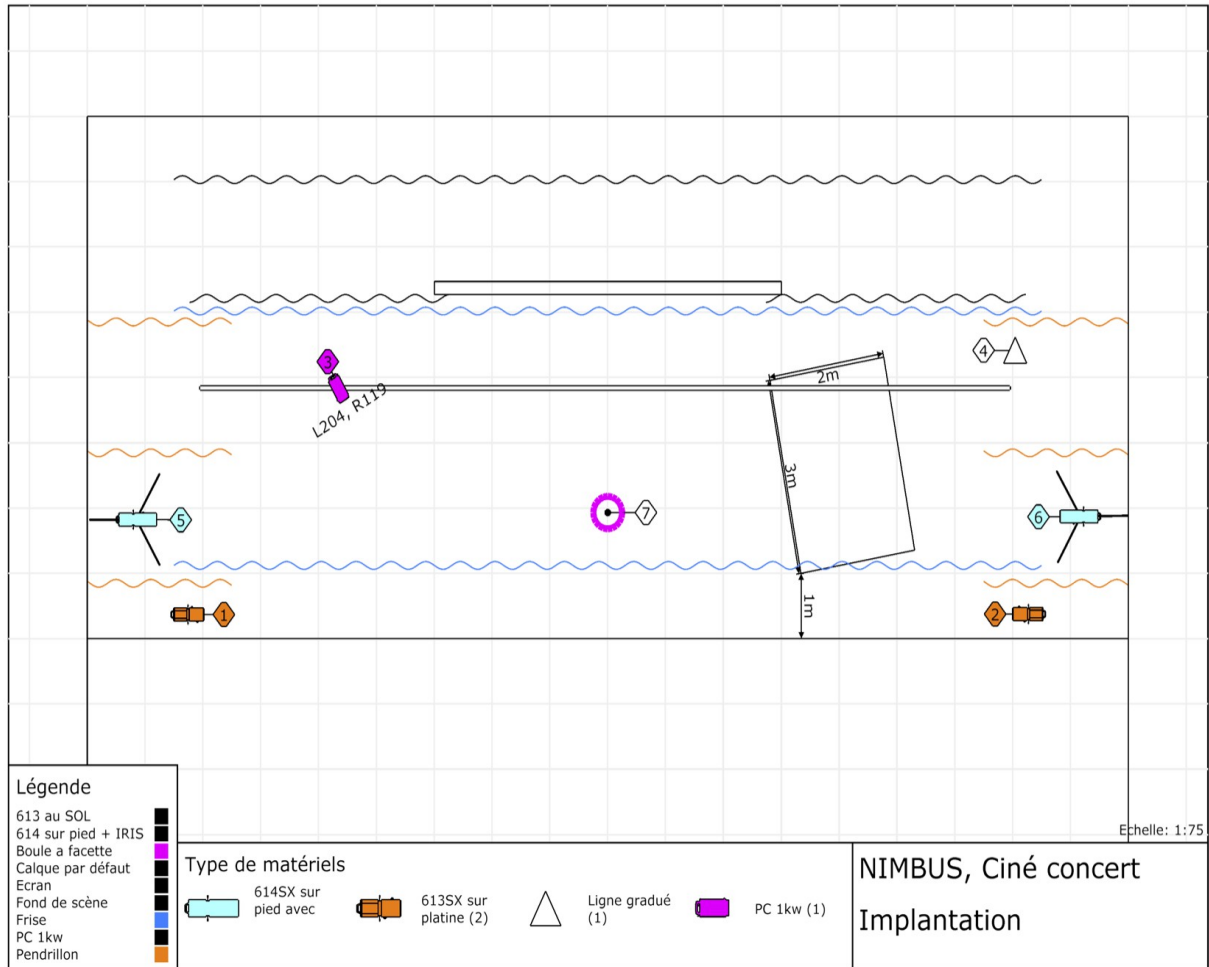 3
4
L204, R119
2m
3m
5
7
6
1
2
1m
Echelle: 1:75
Légende
613 au SOL
614 sur pied + IRIS
Boule a facette
Calque par défaut
Ecran
Fond de scène
Frise
PC 1kw
Pendrillon
Type de matériels
614SX sur
pied avec
613SX sur
platine (2)
Ligne gradué
(1)
PC 1kw (1)
NIMBUS, Ciné concert
Implantation